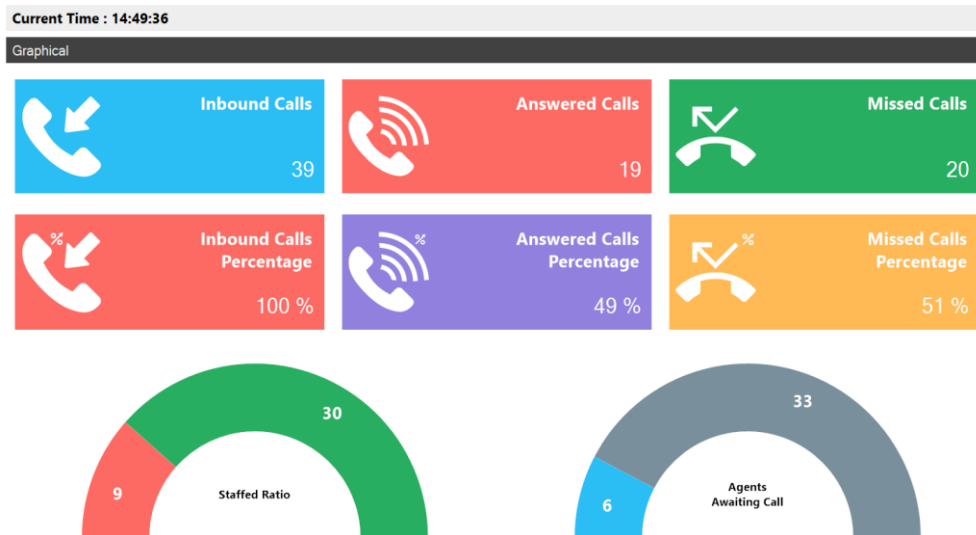 Current Time : 14:49:36
Graphical
Inbound Calls
39
Answered Calls
19
Missed Calls
20
%
Inbound Calls
Percentage
100 %
%
Answered Calls
Percentage
49 %
%
Missed Calls
Percentage
51 %
30
9
Staffed Ratio
33
6
Agents
Awaiting Call